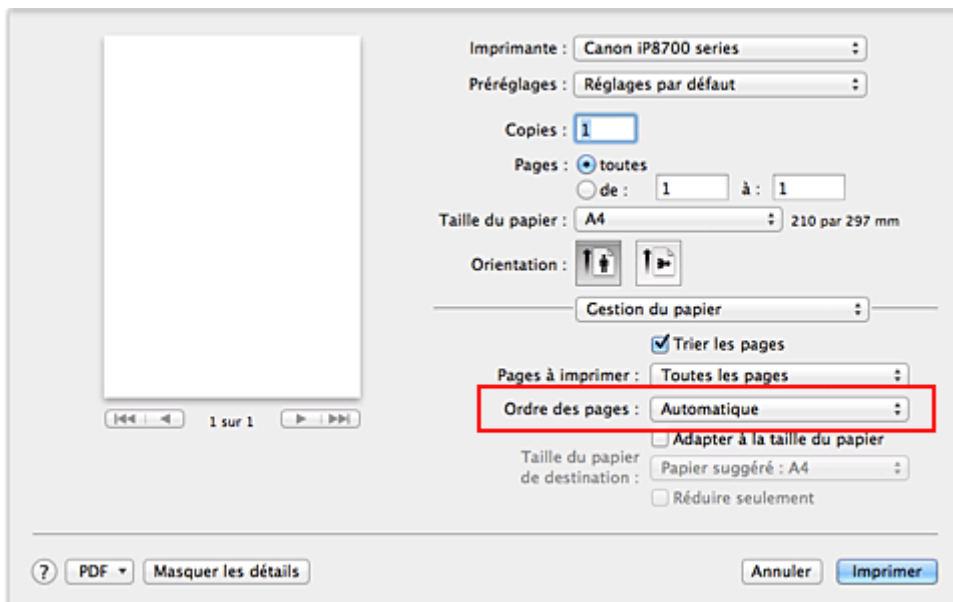 Imprimante : Canon iP8700 series
Préréglages : Réglages par défaut
Copies : 1
Pages : toutes
de : 1 à : 1
Taille du papier : A4 210 par 297 mm
Orientation :
Gestion du papier
Trier les pages
Pages à imprimer : Toutes les pages
Ordre des pages : Automatique
Adapter à la taille du papier
Taille du papier
de destination : Papier suggéré : A4
Réduire seulement
1 sur 1
? PDF Masquer les détails Annuler Imprimer